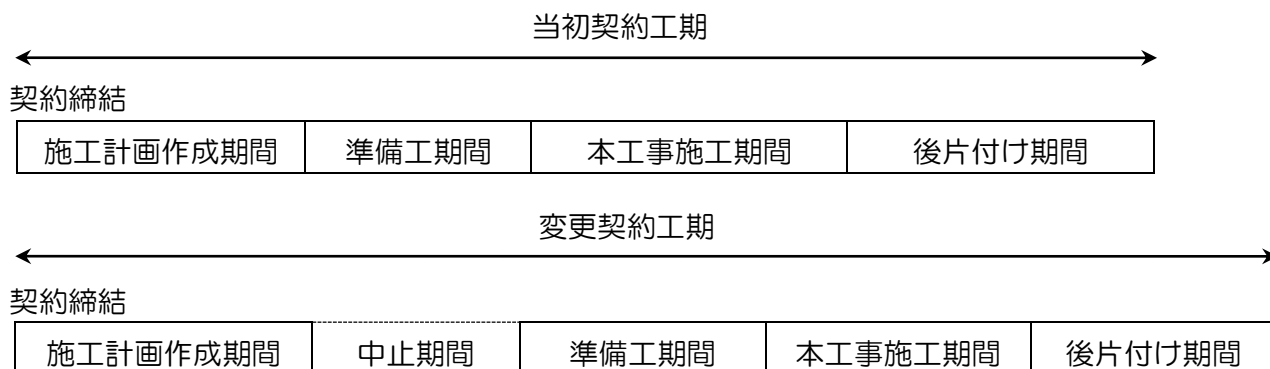 当初契約工期
契約締結
施工計画作成期間 準備工期間 本工事施工期間 後片付け期間
変更契約工期
契約締結
施工計画作成期間 中止期間 準備工期間 本工事施工期間 後片付け期間